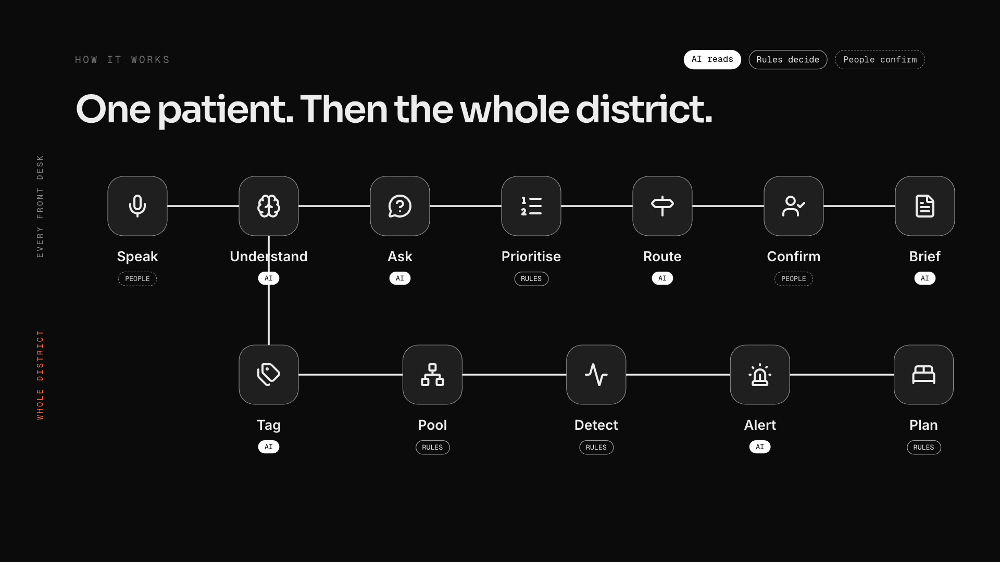 HOW IT WORKS
AI reads
Rules decide
People confirm
One patient. Then the whole district.
EVERY FRONT DESK
Speak
PEOPLE
Understand
AI
Ask
AI
1
2
Prioritise
RULES
Route
AI
Confirm
PEOPLE
Brief
AI
WHOLE DISTRICT
Tag
AI
Pool
RULES
Detect
RULES
Alert
AI
Plan
RULES